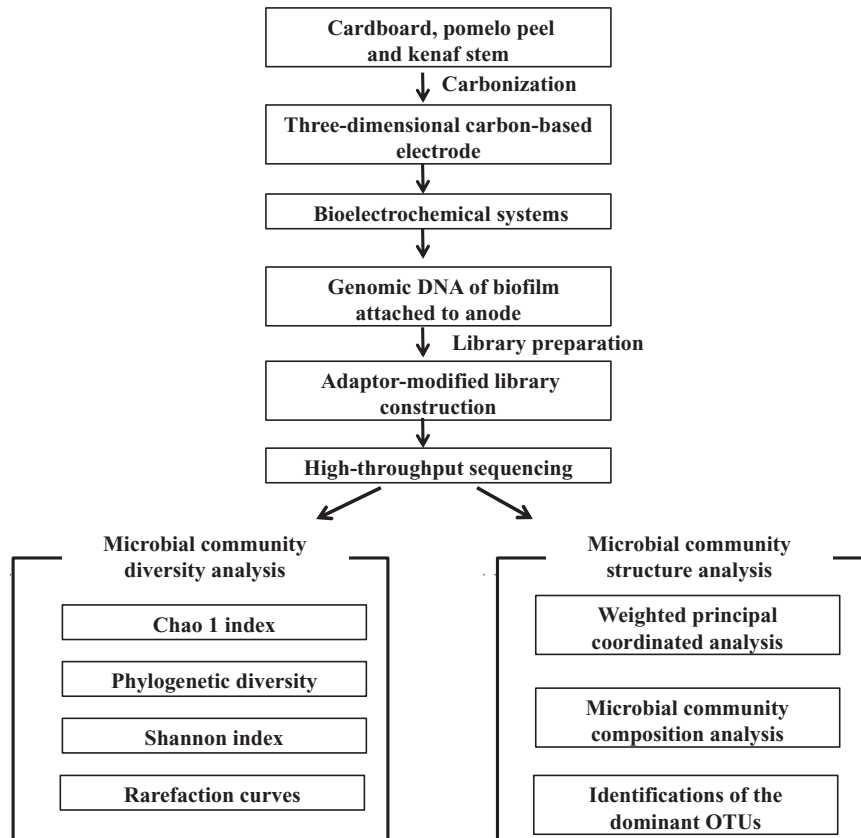 Cardboard, pomelo peel
and kenaf stem
Carbonization
Three-dimensional carbon-based
electrode
Bioelectrochemical systems
Genomic DNA of biofilm
attached to anode
Library preparation
Adaptor-modified library
construction
High-throughput sequencing
Microbial community
diversity analysis
Chao 1 index
Phylogenetic diversity
Shannon index
Rarefaction curves
Microbial community
structure analysis
Weighted principal
coordinated analysis
Microbial community
composition analysis
Identifications of the
dominant OTUs